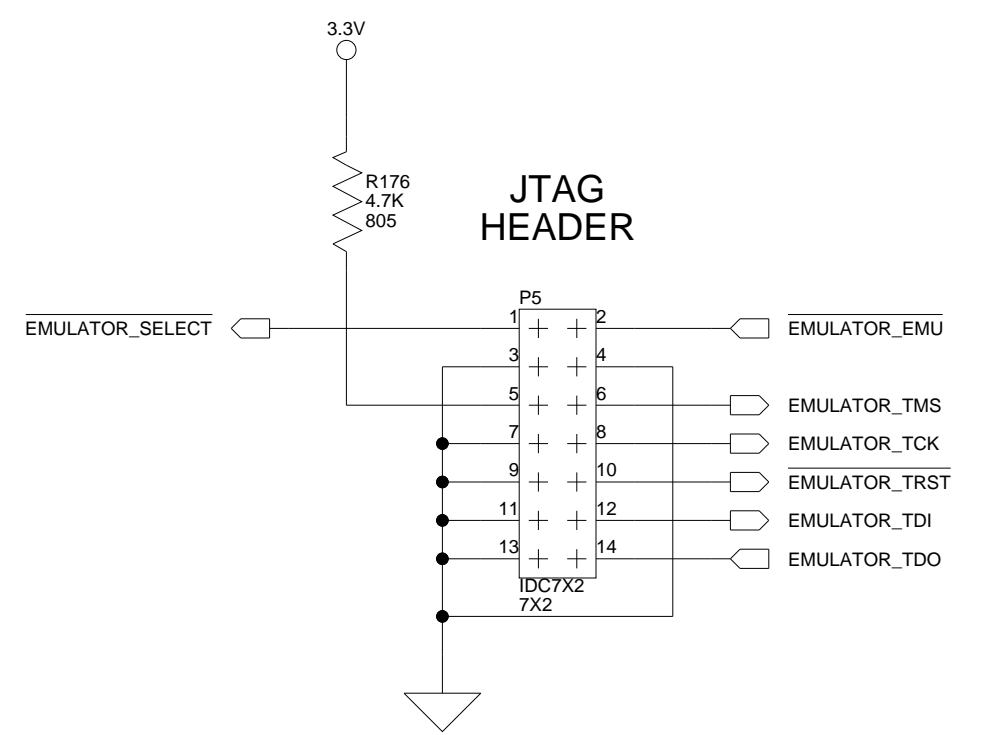 3.3V
R176
4.7K
805
JTAG
HEADER
P5
EMULATOR_SELECT
1
2
EMULATOR_EMU
3
4
5
6
EMULATOR_TMS
7
8
EMULATOR_TCK
9
10
EMULATOR_TRST
11
12
EMULATOR_TDI
13
14
EMULATOR_TDO
IDC7X2
7X2